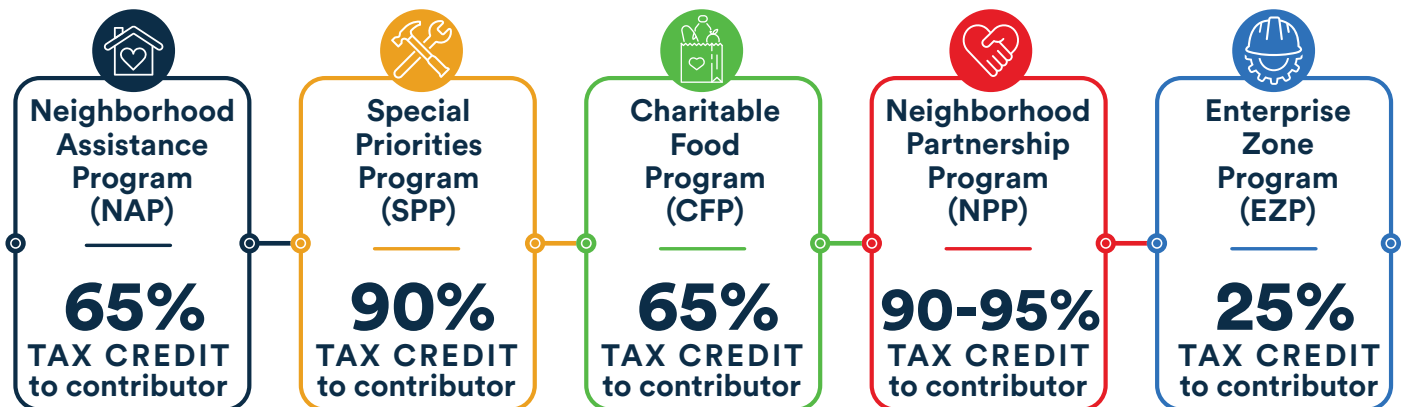 Neighborhood
Assistance
Program
(NAP)
65%
TAX CREDIT
to contributor
Special
Priorities
Program
(SPP)
90%
TAX CREDIT
to contributor
Charitable
Food
Program
(CFP)
65%
TAX CREDIT
to contributor
Neighborhood
Partnership
Program
(NPP)
90-95%
TAX CREDIT
to contributor
Enterprise
Zone
Program
(EZP)
25%
TAX CREDIT
to contributor